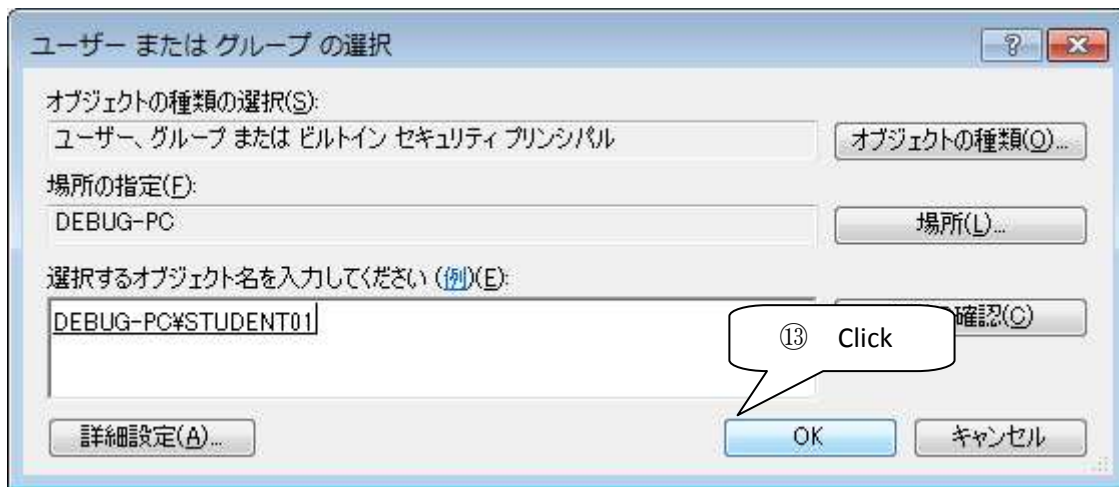 ユーザー または グループ の選択
オブジェクトの種類の選択(S):
ユーザー、グループ または ビルトイン セキュリティ プリンシパル
オブジェクトの種類(O)...
場所の指定(F):
DEBUG-PC
場所(L)...
選択するオブジェクト名を入力してください (例)(E):
DEBUG-PC¥STUDENT01
確認(C)
⑬ Click
詳細設定(A)...
OK
キャンセル